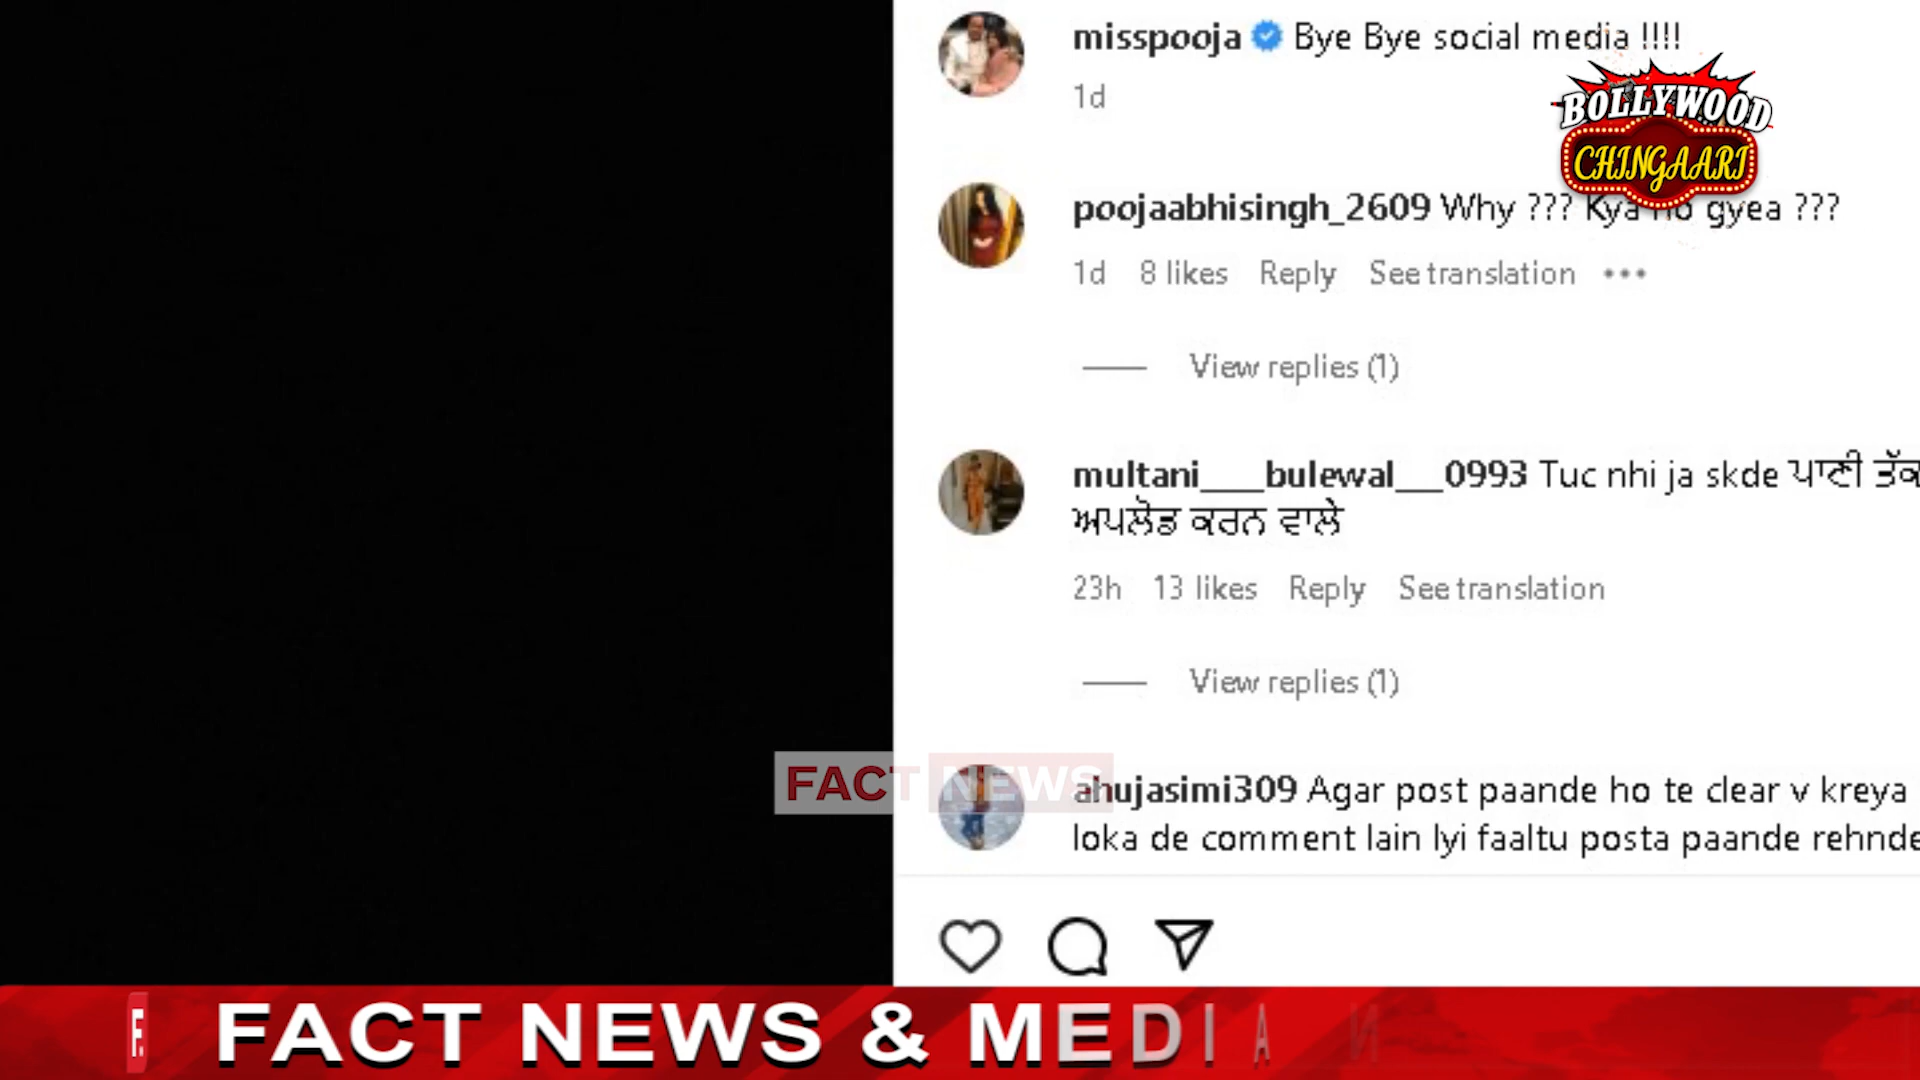 misspooja Bye Bye social media !!!!
1d
BOLLYWOOD
CHINGAARI
poojaabhisingh_2609 Why ??? Kya ho gyea ???
1d 8 likes Reply See translation •••
View replies (1)
multani___bulewal__0993 Tuc nhi ja skde ਪਾਣੀ ਤੱਕ
ਅਪਲੋਡ ਕਰਨ ਵਾਲੇ
23h 13 likes Reply See translation
View replies (1)
FACT NEWS
ahujasimi309 Agar post paande ho te clear v kreya
loka de comment lain lyi faaltu posta paande rehnde
F. FACT NEWS & MEDIA N